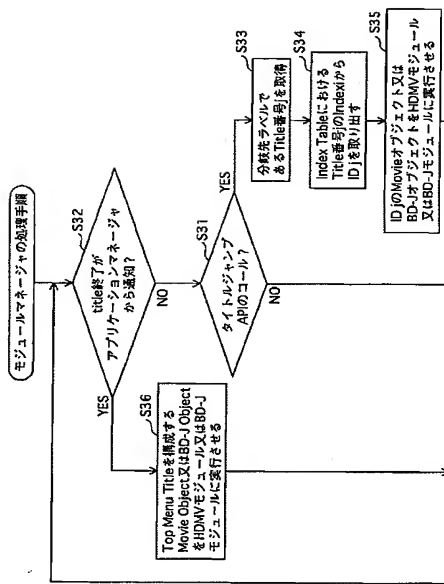 モジュールマネージャの処理手順
S32
title終了が
アプリケーションマネージャ
から通知？
YES
NO
S36
Top Menu Titleを構成する
Movie Object又はBD-J Object
をHDMVモジュール又はBD-J
モジュールに実行させる
S31
タイトルジャンプ
APIのコール？
YES
NO
S33
分岐先ラベルで
あるTitle番号jを取得
S34
Index Tableにおける
Title番号jのIndexiから
ID jを取り出す
S35
ID jのMovieオブジェクト又は
BD-JオブジェクトをHDMVモジュール
又はBD-Jモジュールに実行させる